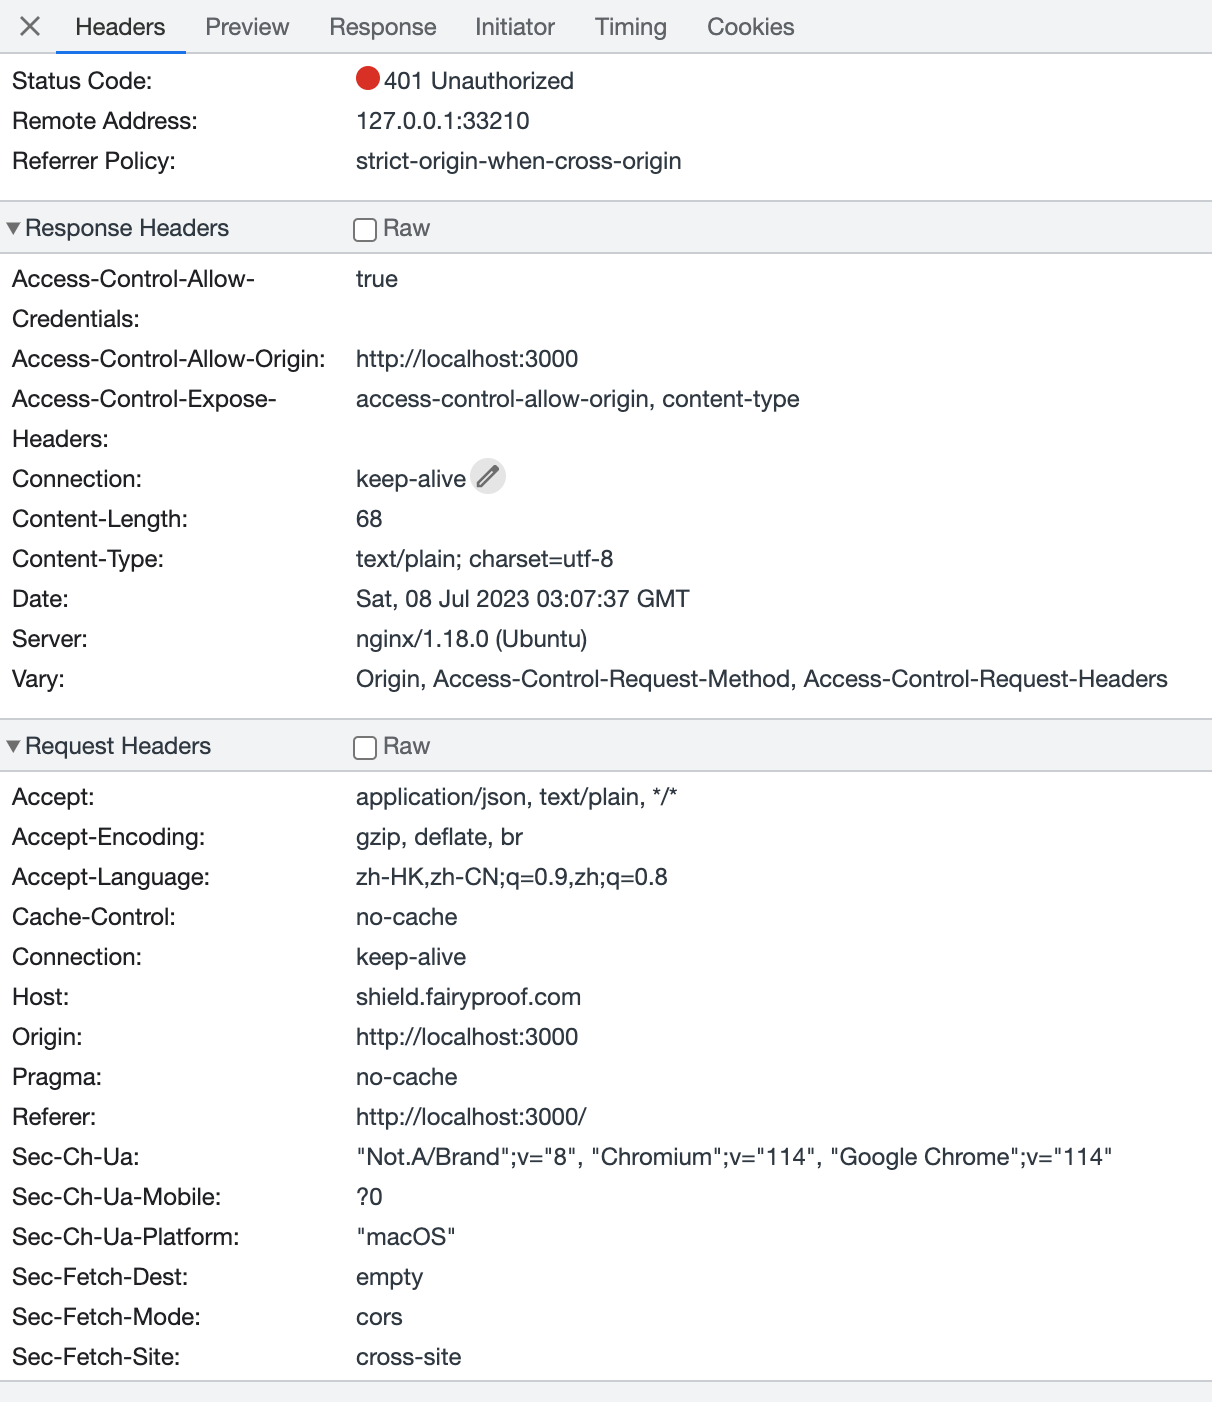 Headers Preview Response Initiator Timing Cookies
Status Code: 401 Unauthorized
Remote Address: 127.0.0.1:33210
Referrer Policy: strict-origin-when-cross-origin
Response Headers Raw
Access-Control-Allow- true
Credentials:
Access-Control-Allow-Origin: http://localhost:3000
Access-Control-Expose- access-control-allow-origin, content-type
Headers:
Connection: keep-alive
Content-Length: 68
Content-Type: text/plain; charset=utf-8
Date: Sat, 08 Jul 2023 03:07:37 GMT
Server: nginx/1.18.0 (Ubuntu)
Vary: Origin, Access-Control-Request-Method, Access-Control-Request-Headers
Request Headers Raw
Accept: application/json, text/plain, */*
Accept-Encoding: gzip, deflate, br
Accept-Language: zh-HK,zh-CN;q=0.9,zh;q=0.8
Cache-Control: no-cache
Connection: keep-alive
Host: shield.fairyproof.com
Origin: http://localhost:3000
Pragma: no-cache
Referer: http://localhost:3000/
Sec-Ch-Ua: "Not.A/Brand";v="8", "Chromium";v="114", "Google Chrome";v="114"
Sec-Ch-Ua-Mobile: ?0
Sec-Ch-Ua-Platform: "macOS"
Sec-Fetch-Dest: empty
Sec-Fetch-Mode: cors
Sec-Fetch-Site: cross-site